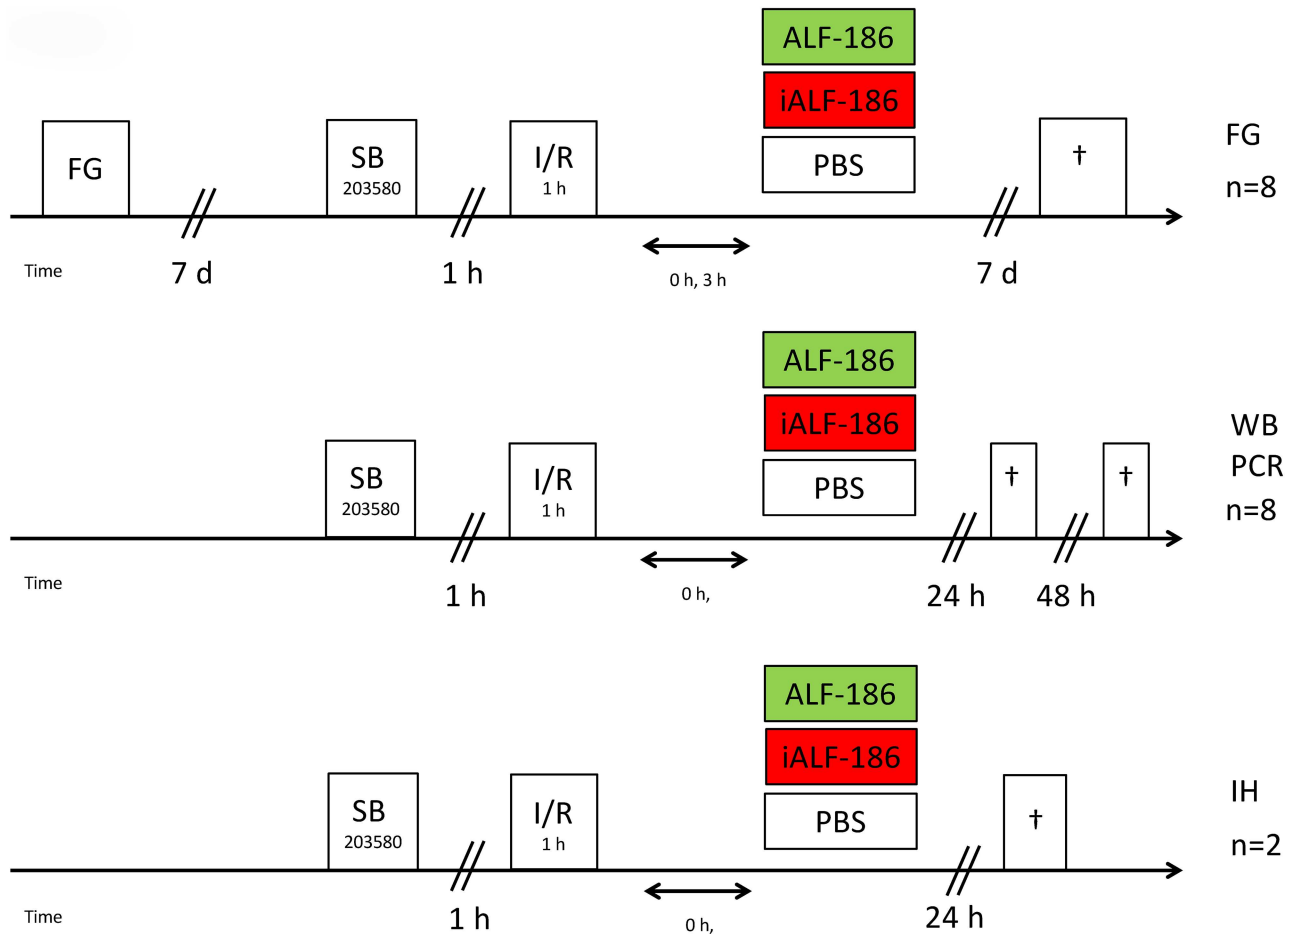 ALF-186
iALF-186
PBS
FG
SB
203580
I/R
1 h
†
FG
n=8
Time
7 d
1 h
0 h, 3 h
7 d
ALF-186
iALF-186
PBS
SB
203580
I/R
1 h
†
†
WB
PCR
n=8
Time
1 h
0 h,
24 h
48 h
ALF-186
iALF-186
PBS
SB
203580
I/R
1 h
†
IH
n=2
Time
1 h
0 h,
24 h